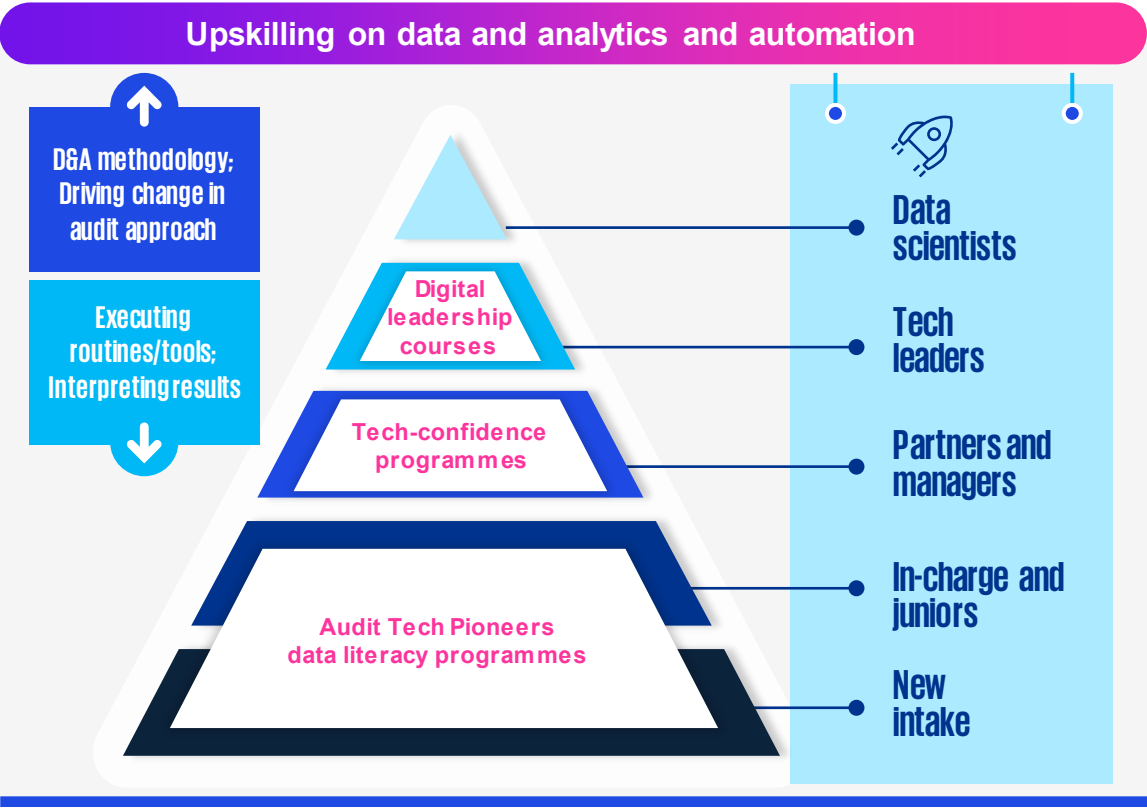 Upskilling on data and analytics and automation
D&A methodology;
Driving change in
audit approach
Executing
routines/tools;
Interpreting results
Digital
leadership
courses
Tech-confidence
programmes
Audit Tech Pioneers
data literacy programmes
Data
scientists
Tech
leaders
Partners and
managers
In-charge and
juniors
New
intake